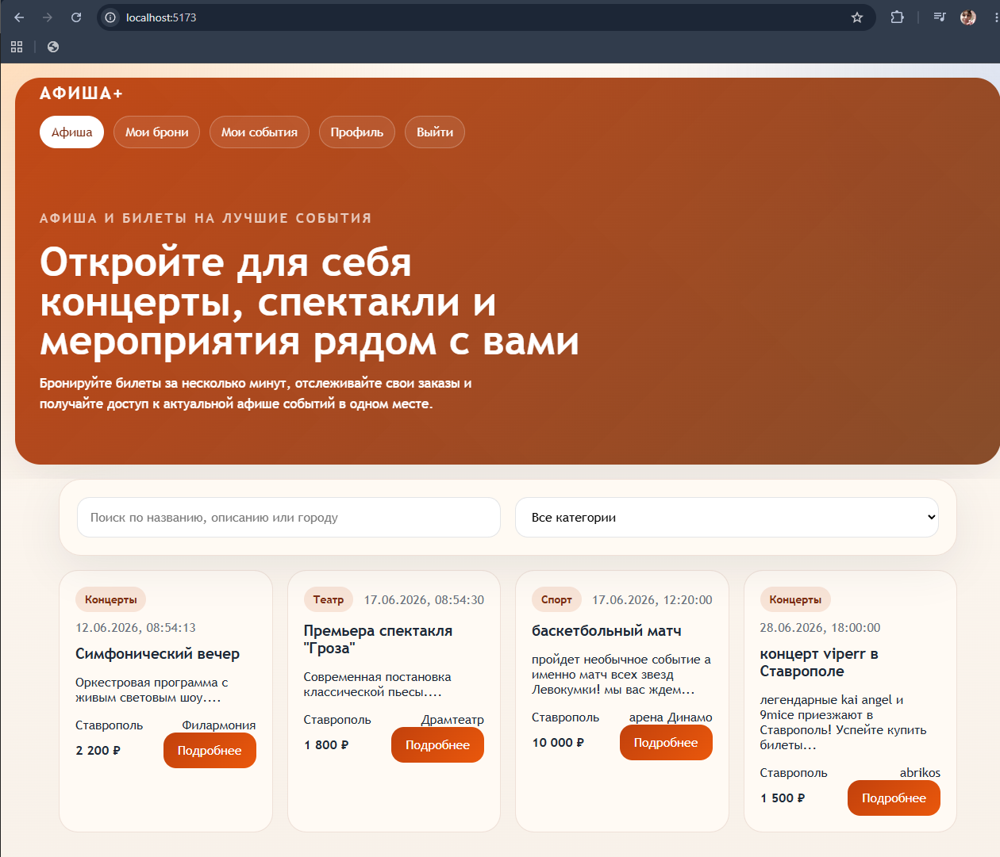 localhost:5173
АФИША+
Афиша
Мои брони
Мои события
Профиль
Выйти
АФИША И БИЛЕТЫ НА ЛУЧШИЕ СОБЫТИЯ
Откройте для себя
концерты, спектакли и
мероприятия рядом с вами
Бронируйте билеты за несколько минут, отслеживайте свои заказы и
получайте доступ к актуальной афише событий в одном месте.
Поиск по названию, описанию или городу
Все категории
Концерты
12.06.2026, 08:54:13
Симфонический вечер
Оркестровая программа с
живым световым шоу....
Ставрополь Филармония
2 200 ₽ Подробнее
Театр 17.06.2026, 08:54:30
Премьера спектакля
"Гроза"
Современная постановка
классической пьесы....
Ставрополь Драмтеатр
1 800 ₽ Подробнее
Спорт 17.06.2026, 12:20:00
баскетбольный матч
пройдет необычное событие а
именно матч всех звезд
Левокумки! мы вас ждем...
Ставрополь арена Динамо
10 000 ₽ Подробнее
Концерты
28.06.2026, 18:00:00
концерт viperr в
Ставрополе
легендарные kai angel и
9mice приезжают в
Ставрополь! Успейте купить
билеты...
Ставрополь abrikos
1 500 ₽ Подробнее